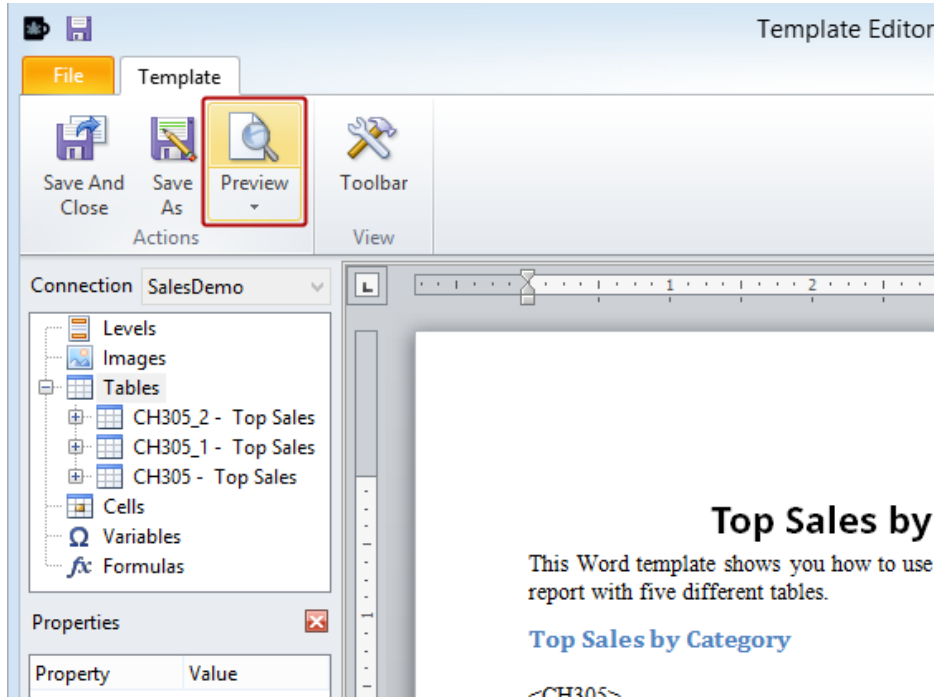 Template Editor
File Template
Save And Close
Save As
Preview
Toolbar
Actions
View
Connection SalesDemo
L 1 2
Levels
Images
Tables
CH305_2 - Top Sales
CH305_1 - Top Sales
CH305 - Top Sales
Cells
Ω Variables
fx Formulas
1
Properties
Property Value
Top Sales by
This Word template shows you how to use
report with five different tables.
Top Sales by Category
<CH305>